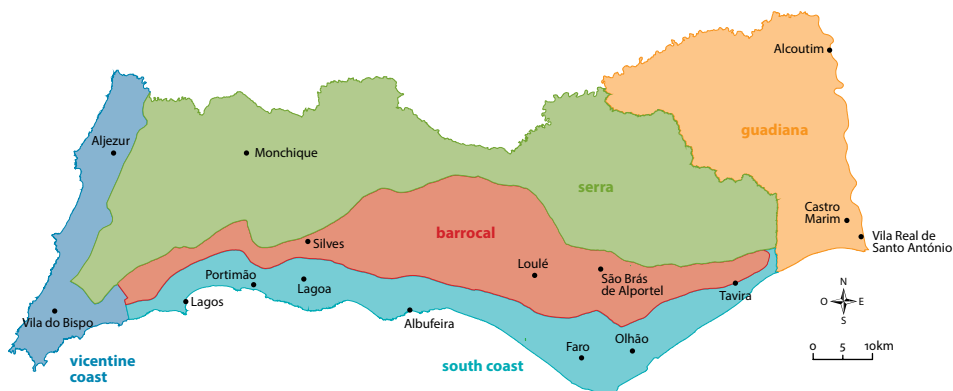 Alcoutim
guadiana
Aljezur
Monchique
serra
Castro
Marim
Vila Real de
Santo António
barrocal
Silves
Loulé
São Brás
de Alportel
Portimão
Lagoa
Lagos
Tavira
Albufeira
Vila do Bispo
Olhão
Faro
vicentine
coast
south coast
N
O
E
S
0 5 10km